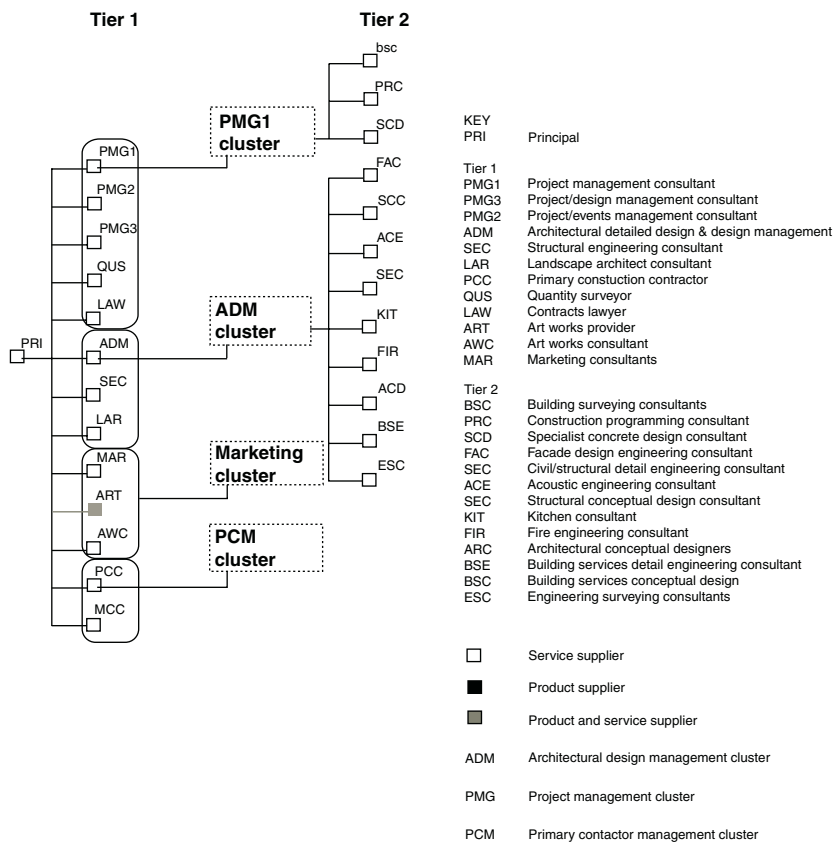 Tier 1
Tier 2
bsc
PRC
SCD
FAC
SCC
ACE
SEC
KIT
FIR
ACD
BSE
ESC
PMG1
cluster
ADM
cluster
Marketing
cluster
PCM
cluster
PRI
PMG1
PMG2
PMG3
QUS
LAW
ADM
SEC
LAR
MAR
ART
AWC
PCC
MCC
KEY
PRI Principal
Tier 1
PMG1 Project management consultant
PMG3 Project/design management consultant
PMG2 Project/events management consultant
ADM Architectural detailed design & design management
SEC Structural engineering consultant
LAR Landscape architect consultant
PCC Primary constuction contractor
QUS Quantity surveyor
LAW Contracts lawyer
ART Art works provider
AWC Art works consultant
MAR Marketing consultants
Tier 2
BSC Building surveying consultants
PRC Construction programming consultant
SCD Specialist concrete design consultant
FAC Facade design engineering consultant
SEC Civil/structural detail engineering consultant
ACE Acoustic engineering consultant
SEC Structural conceptual design consultant
KIT Kitchen consultant
FIR Fire engineering consultant
ARC Architectural conceptual designers
BSE Building services detail engineering consultant
BSC Building services conceptual design
ESC Engineering surveying consultants
Service supplier
Product supplier
Product and service supplier
ADM Architectural design management cluster
PMG Project management cluster
PCM Primary contactor management cluster